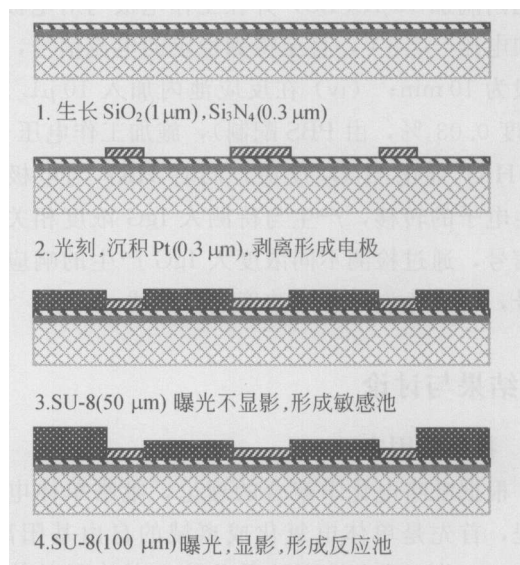 1. 生长 SiO₂(1 μm), Si₃N₄(0.3 μm)
2. 光刻, 沉积 Pt(0.3 μm), 剥离形成电极
3.SU-8(50 μm) 曝光不显影, 形成敏感池
4.SU-8(100 μm) 曝光, 显影, 形成反应池